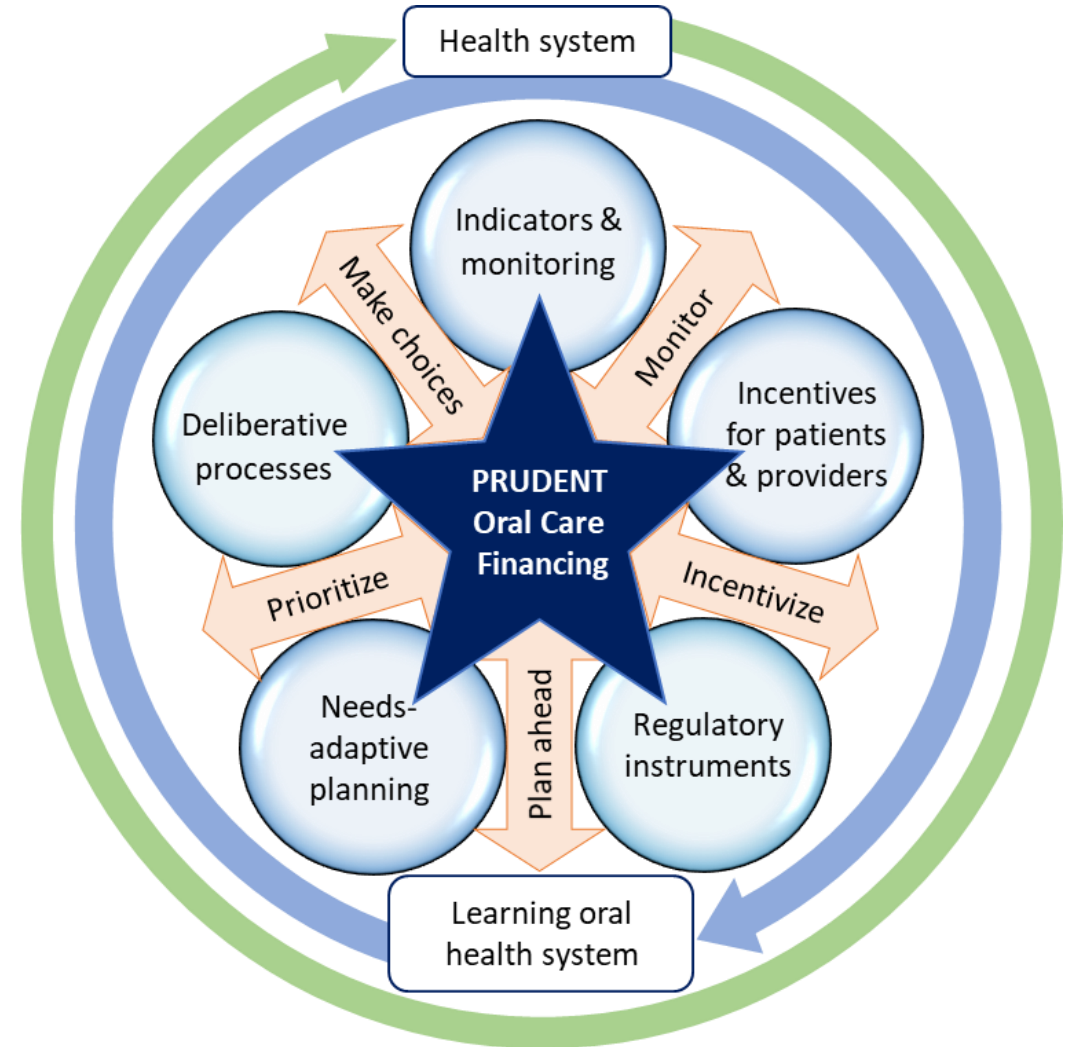 Health system
Indicators &
monitoring
Make choices
Monitor
Deliberative
processes
Incentives
for patients
& providers
PRUDENT
Oral Care
Financing
Prioritize
Incentivize
Needs-
adaptive
planning
Plan ahead
Regulatory
instruments
Learning oral
health system